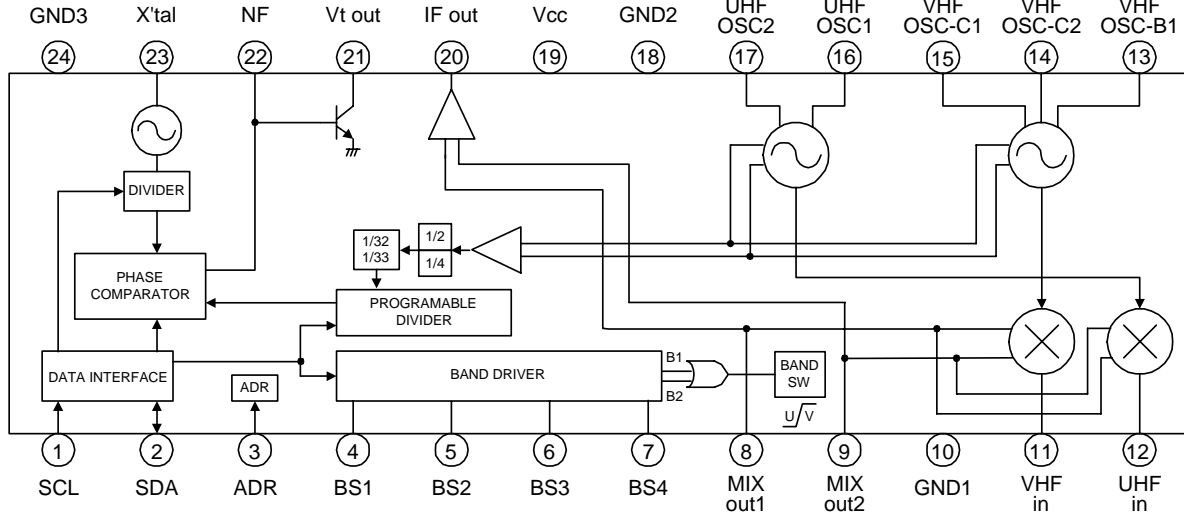 GND3 X'tal NF Vt out IF out Vcc GND2 UHF UHF VHF VHF VHF
OSC2 OSC1 OSC-C1 OSC-C2 OSC-B1
24 23 22 21 20 19 18 17 16 15 14 13
DIVIDER
PHASE
COMPARATOR
1/32
1/33
1/2
1/4
PROGRAMABLE
DIVIDER
DATA INTERFACE
ADR
BAND DRIVER
B1
B2
BAND
SW
U/V
1 2 3 4 5 6 7 8 9 10 11 12
SCL SDA ADR BS1 BS2 BS3 BS4 MIX MIX GND1 VHF UHF
out1 out2 in in